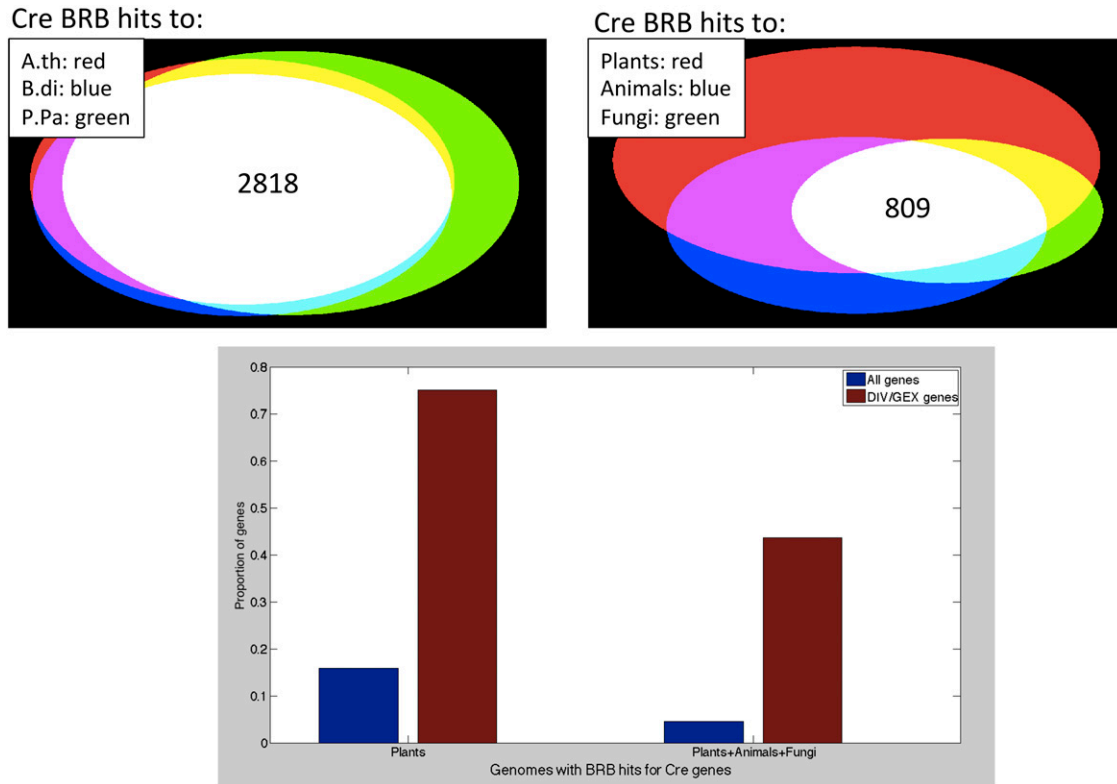 Cre BRB hits to:
A.th: red
B.di: blue
P.Pa: green
2818
Cre BRB hits to:
Plants: red
Animals: blue
Fungi: green
809
0.8
0.7
0.6
0.5
0.4
0.3
0.2
0.1
0
Proportion of genes
All genes
DIV/GEX genes
Plants
Plants+Animals+Fungi
Genomes with BRB hits for Cre genes